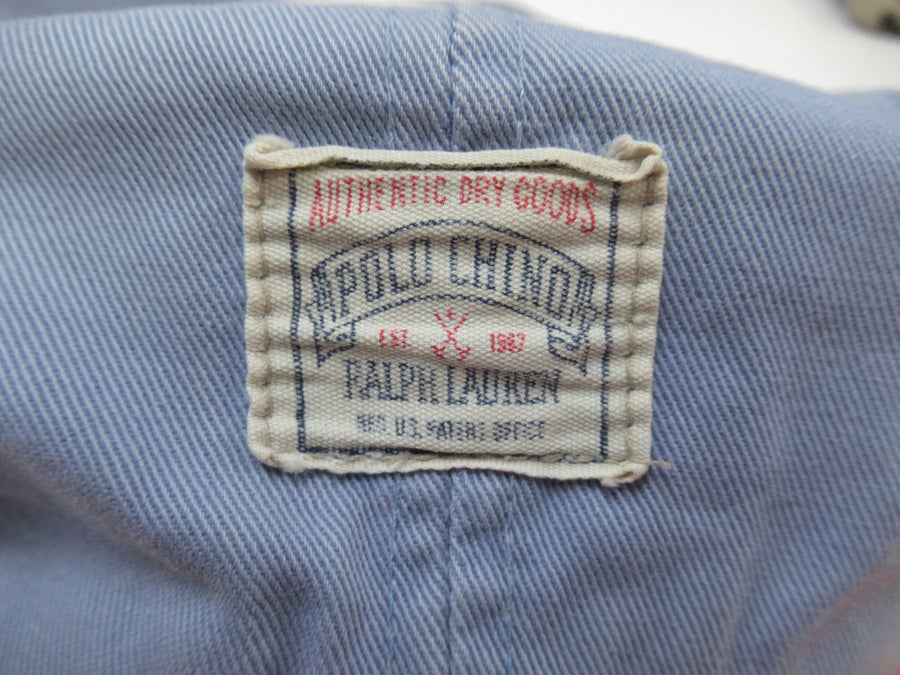 AUTHENTIC DRY GOODS
POLO CHINO
EST. 1967
RALPH LAUREN
REG. U.S. PATENT OFFICE